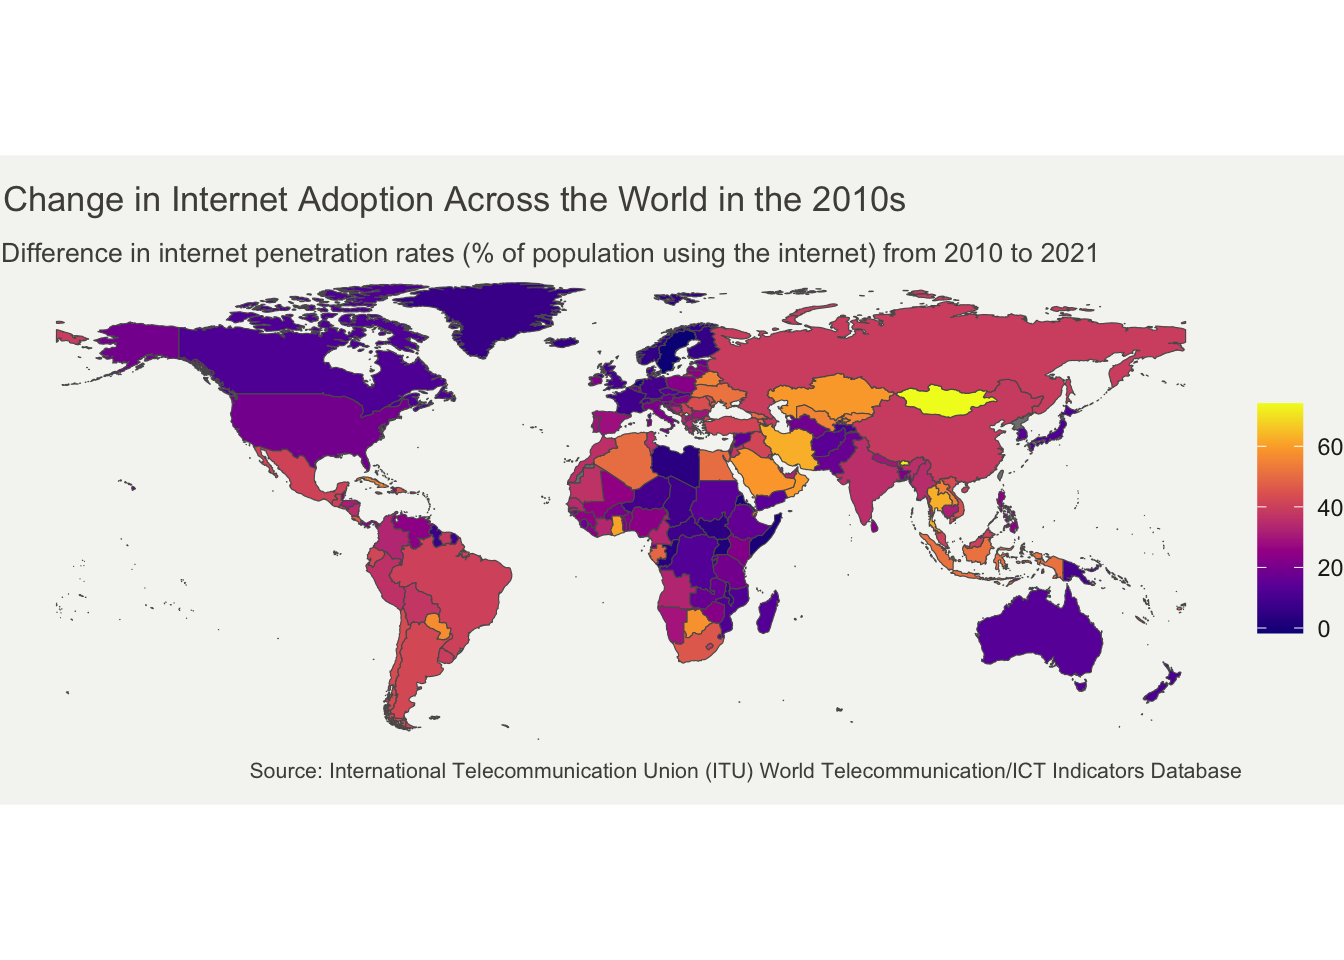 Change in Internet Adoption Across the World in the 2010s
Difference in internet penetration rates (% of population using the internet) from 2010 to 2021
60
40
20
0
Source: International Telecommunication Union (ITU) World Telecommunication/ICT Indicators Database